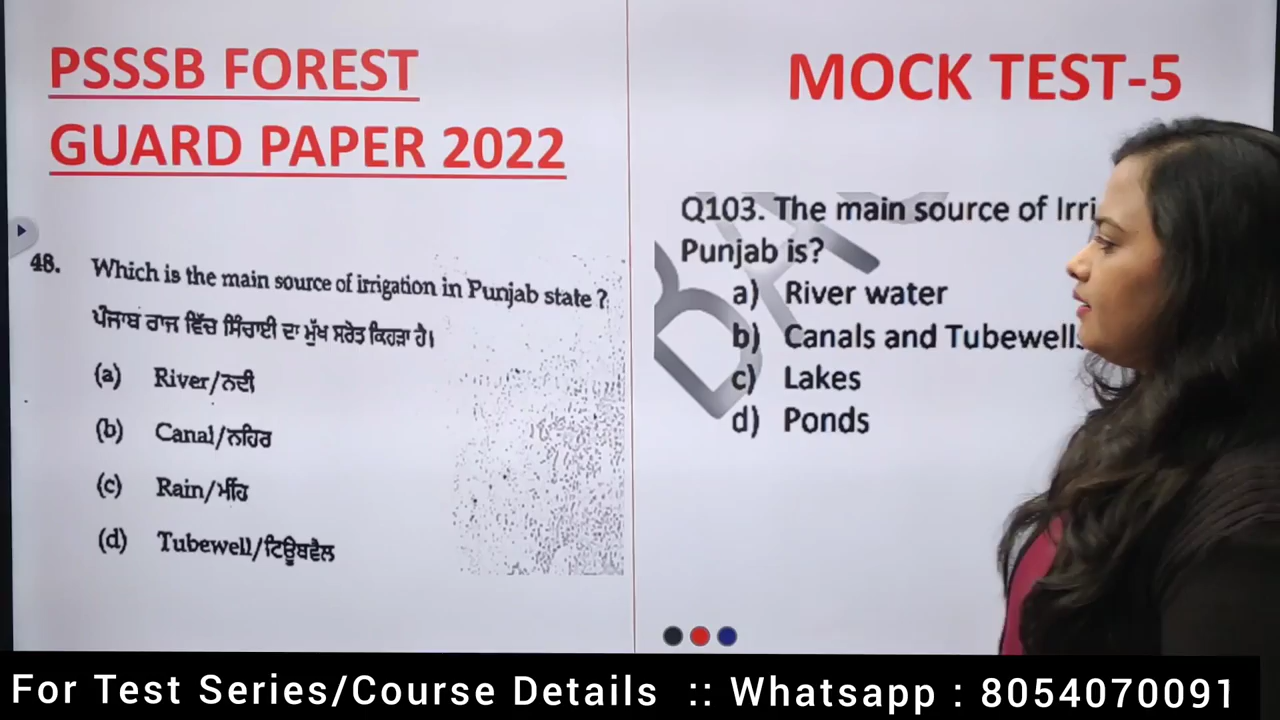 PSSSB FOREST
GUARD PAPER 2022
48. Which is the main source of irrigation in Punjab state ?
ਪੰਜਾਬ ਰਾਜ ਵਿੱਚ ਸਿੰਚਾਈ ਦਾ ਮੁੱਖ ਸਰੋਤ ਕਿਹੜਾ ਹੈ।
(a) River/ਨਦੀ
(b) Canal/ਨਹਿਰ
(c) Rain/ਮੀਂਹ
(d) Tubewell/ਟਿਊਬਵੈਲ
MOCK TEST-5
Q103. The main source of Irri
Punjab is?
a) River water
b) Canals and Tubewells
c) Lakes
d) Ponds
For Test Series/Course Details :: Whatsapp : 8054070091